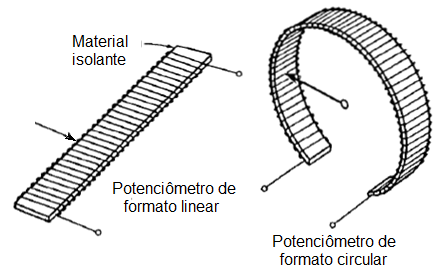 Material
isolante
Potenciômetro de
formato linear
Potenciômetro de
formato circular